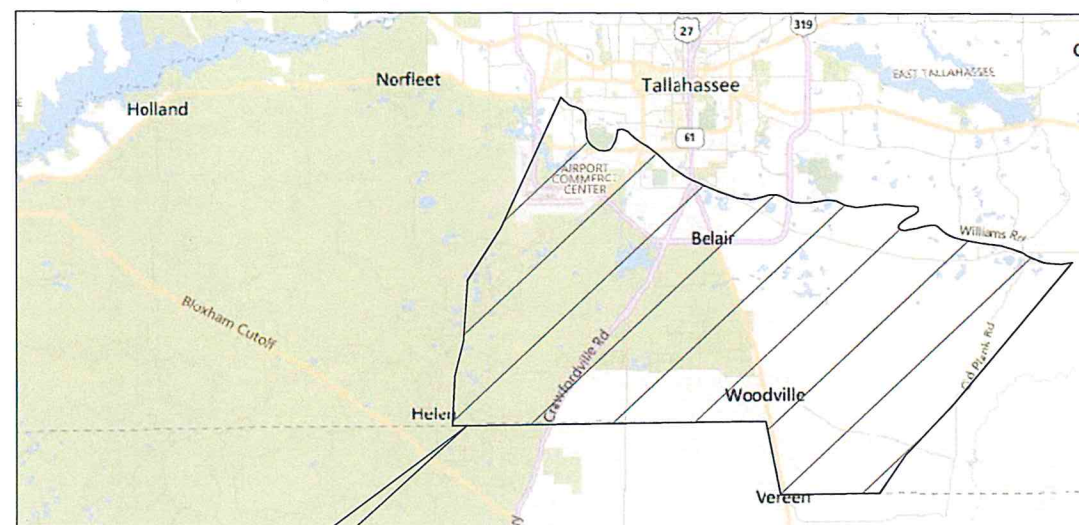 319
27
Norfleet
Tallahassee
EAST TALLAHASSEE
Holland
61
AIRPORT
COMMERCE
CENTER
Belair
Williams Rd
Bloxham Cutoff
Crawfordville Rd
Old Plank Rd
Woodville
Helen
Vereen